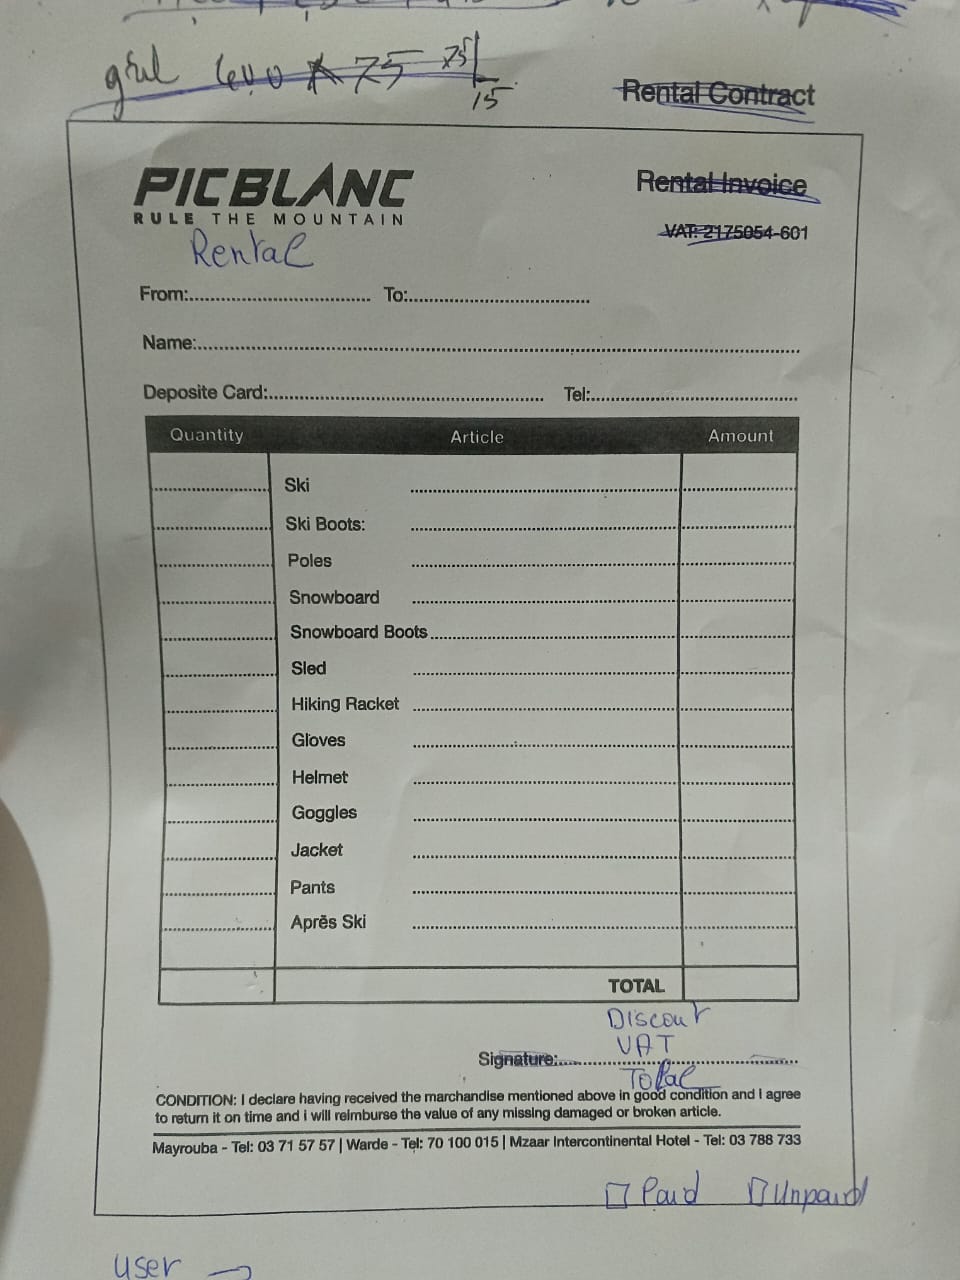 600 x 75 75
15
Rental Contract
PICBLANC
RULE THE MOUNTAIN
Rental Invoice
VAT: 2175054-601
Rental
From:.................... To:....................
Name:....................
Deposite Card:.................... Tel:....................
Quantity Article Amount
Ski
Ski Boots:
Poles
Snowboard
Snowboard Boots
Sled
Hiking Racket
Gloves
Helmet
Goggles
Jacket
Pants
Aprẽs Ski
TOTAL
Discount
VAT
Signature:....................
Total
CONDITION: I declare having received the marchandise mentioned above in good condition and I agree
to return it on time and i will reimburse the value of any missing damaged or broken article.
Mayrouba - Tel: 03 71 57 57 | Warde - Tel: 70 100 015 | Mzaar Intercontinental Hotel - Tel: 03 788 733
Paid Unpaid
user